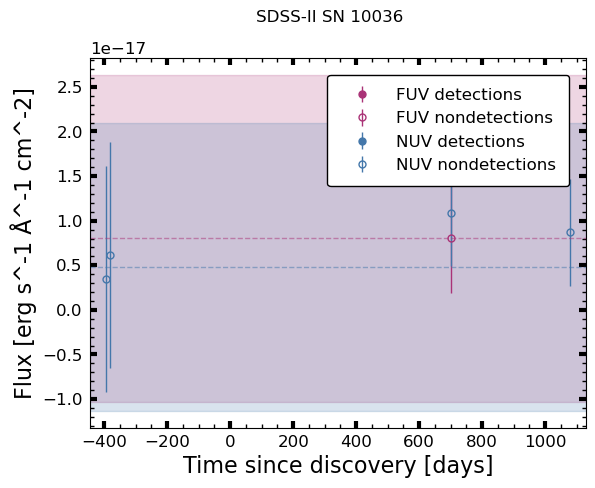 SDSS-II SN 10036
1e−17
FUV detections
FUV nondetections
NUV detections
NUV nondetections
2.5
2.0
1.5
1.0
0.5
0.0
−0.5
−1.0
Flux [erg s^-1 Å^-1 cm^-2]
−400 −200 0 200 400 600 800 1000
Time since discovery [days]